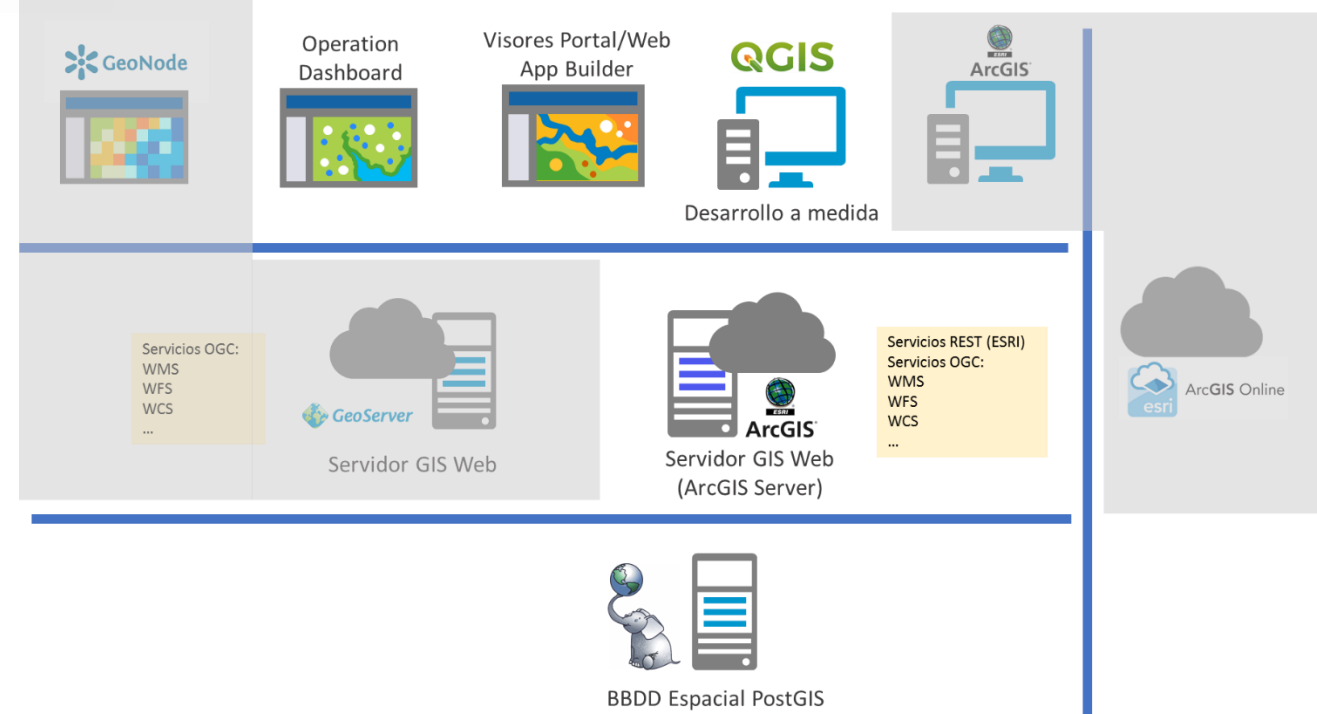 GeoNode
Operation
Dashboard
Visores Portal/Web
App Builder
QGIS
Desarrollo a medida
ESRI
ArcGIS
Servicios OGC:
WMS
WFS
WCS
...
GeoServer
Servidor GIS Web
ESRI
ArcGIS
Servidor GIS Web
(ArcGIS Server)
Servicios REST (ESRI)
Servicios OGC:
WMS
WFS
WCS
...
esri
ArcGIS Online
BBDD Espacial PostGIS